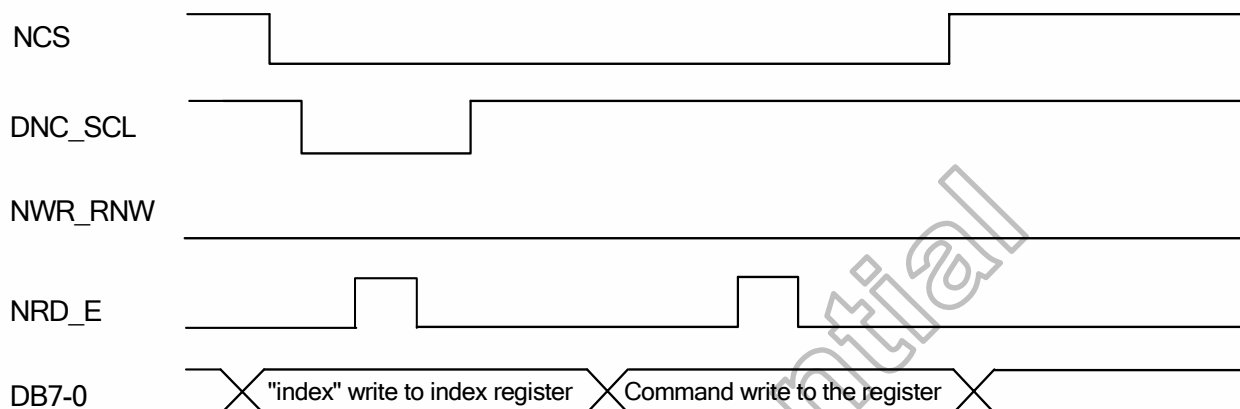 NCS
DNC_SCL
NWR_RNW
NRD_E
DB7-0 "index" write to index register Command write to the register